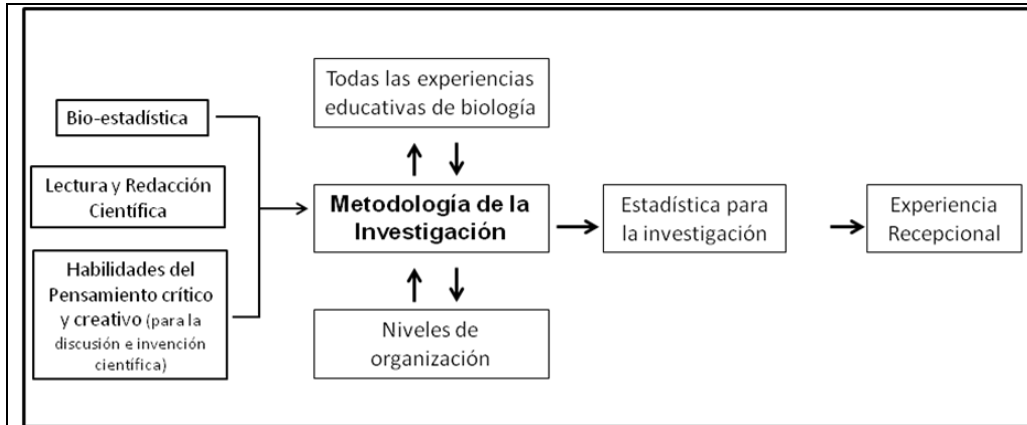 Bio-estadística
Lectura y Redacción
Científica
Habilidades del
Pensamiento crítico
y creativo (para la
discusión e invención
científica)
Todas las experiencias
educativas de biología
Metodología de la
Investigación
Niveles de
organización
Estadística para
la investigación
Experiencia
Recepcional